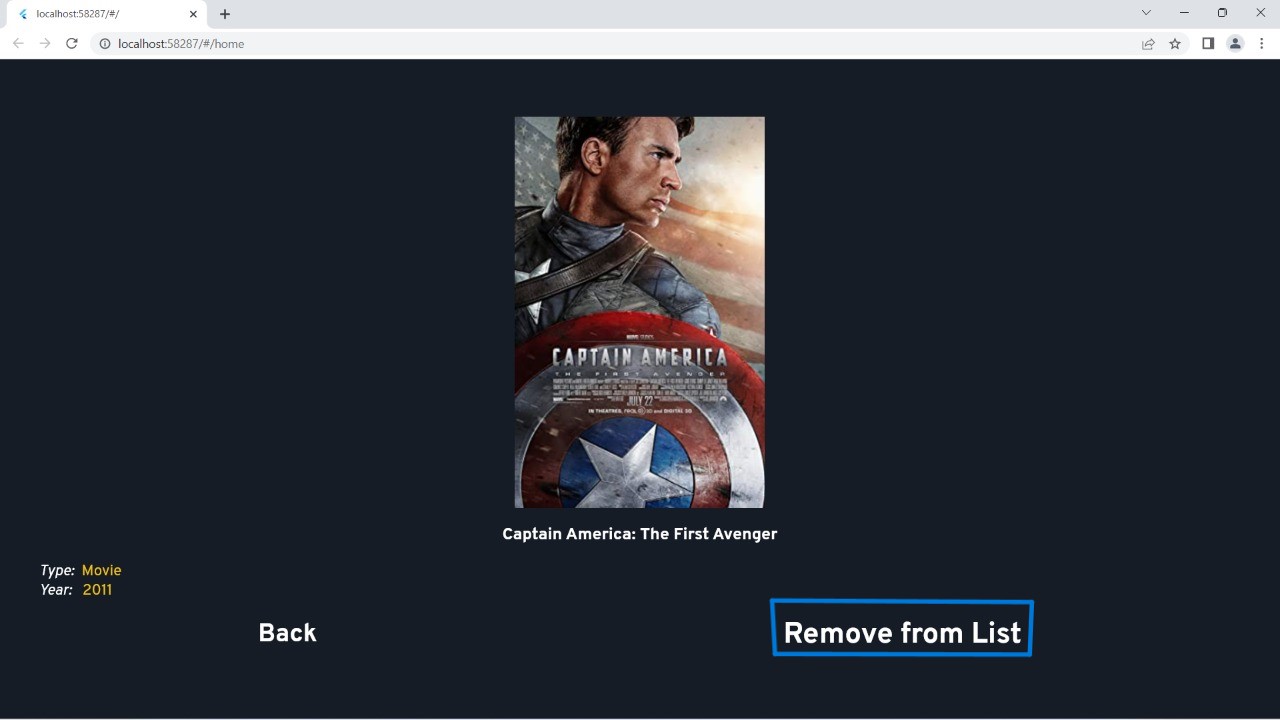 localhost:58287/#/
localhost:58287/#/home
CAPTAIN AMERICA
THE FIRST AVENGER
JULY 22
IN THEATRES, REAL D 3D and DIGITAL 3D
Captain America: The First Avenger
Type: Movie
Year: 2011
Back
Remove from List